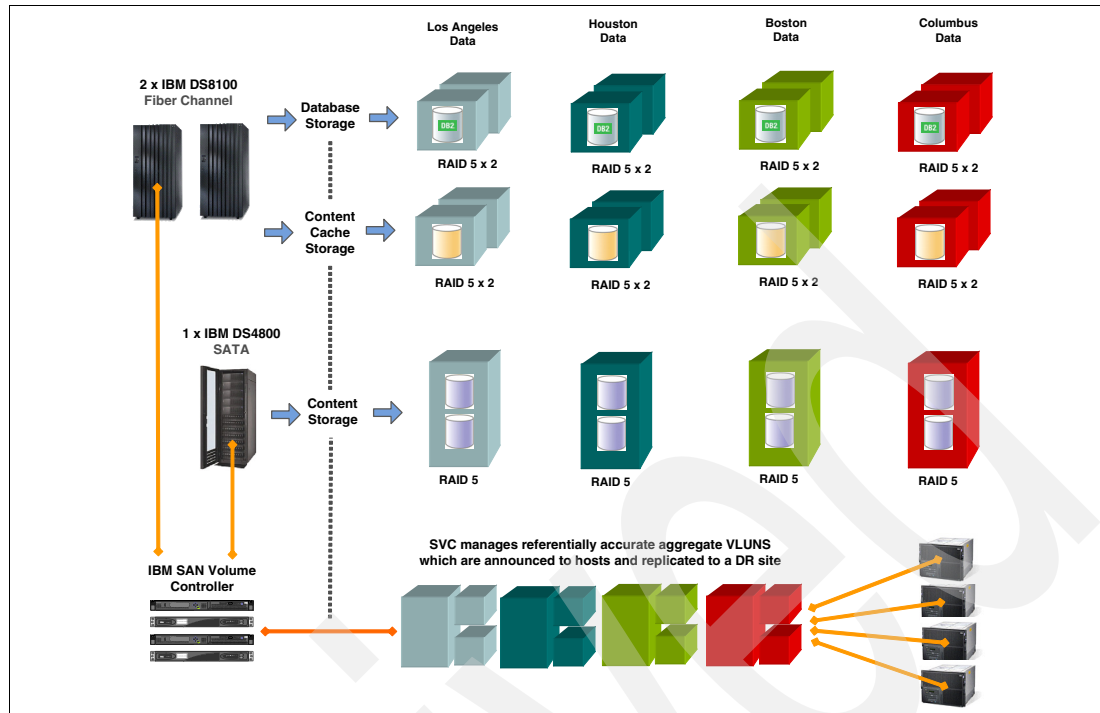 Los Angeles
Data
Houston
Data
Boston
Data
Columbus
Data
2 x IBM DS8100
Fiber Channel
Database
Storage
DB2
DB2
DB2
DB2
RAID 5 x 2
RAID 5 x 2
RAID 5 x 2
RAID 5 x 2
Content
Cache
Storage
RAID 5 x 2
RAID 5 x 2
RAID 5 x 2
RAID 5 x 2
1 x IBM DS4800
SATA
Content
Storage
RAID 5
RAID 5
RAID 5
RAID 5
SVC manages referentially accurate aggregate VLUNS
which are announced to hosts and replicated to a DR site
IBM SAN Volume
Controller